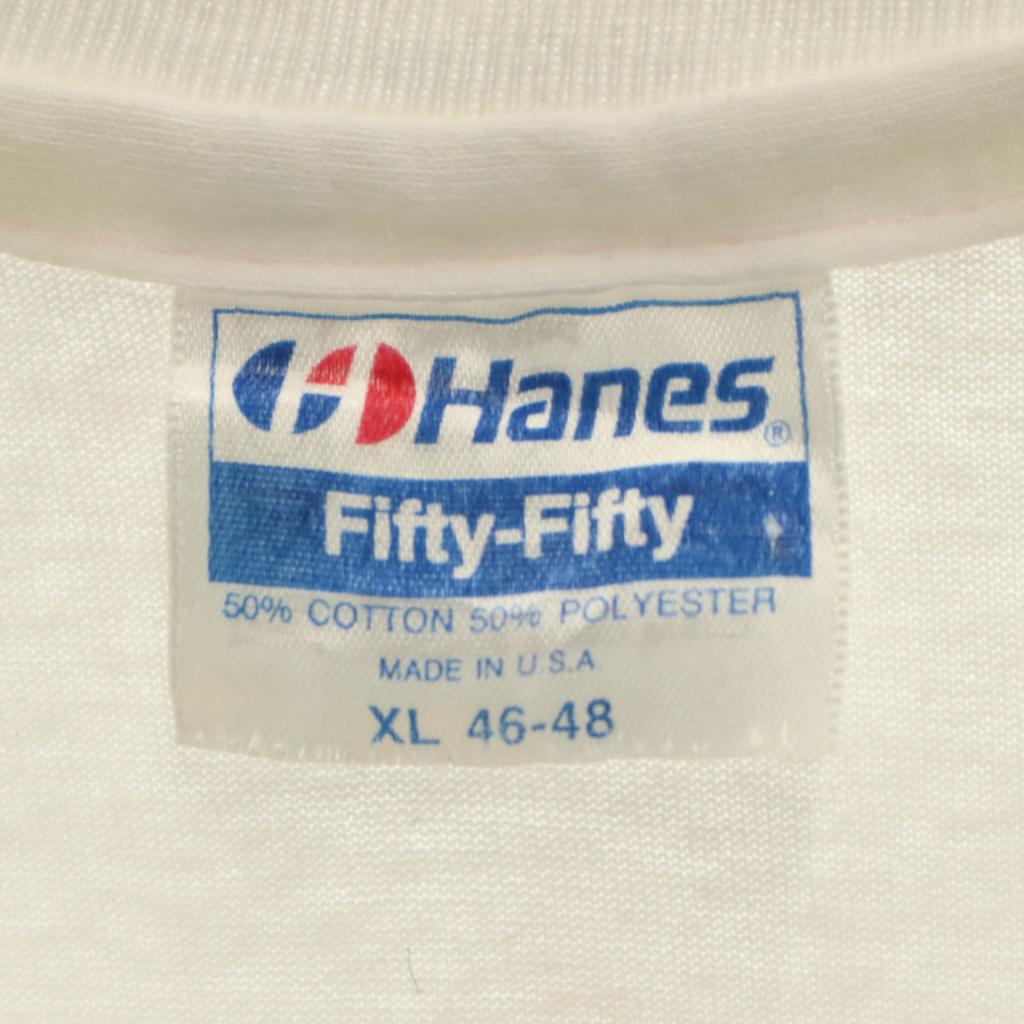 Hanes®
Fifty-Fifty
50% COTTON 50% POLYESTER
MADE IN U.S.A
XL 46-48